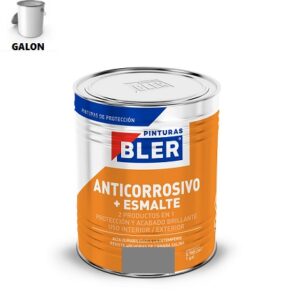 GALON
PINTURAS DE PROTECCIÓN
PINTURAS
BLER
ANTICORROSIVO
+ ESMALTE
2 PRODUCTOS EN 1
PROTECCIÓN Y ACABADO BRILLANTE
USO INTERIOR / EXTERIOR